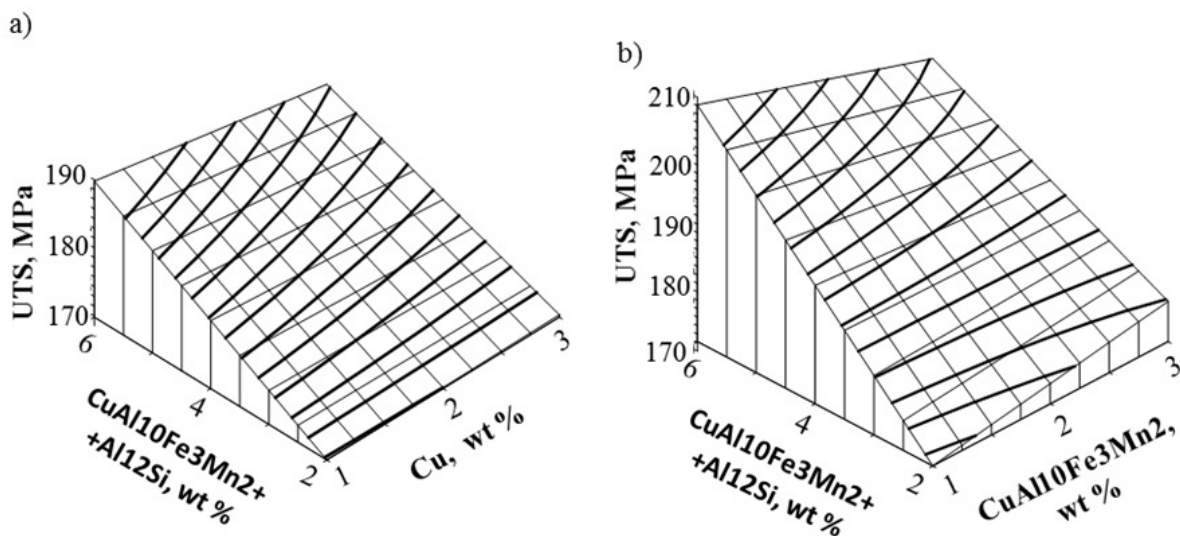 a)
190
180
170
UTS, MPa
6
4
2
CuAl10Fe3Mn2+
+Al12Si, wt %
1
2
3
Cu, wt %
b)
210
200
190
180
170
UTS, MPa
6
4
2
CuAl10Fe3Mn2+
+Al12Si, wt %
1
2
3
CuAl10Fe3Mn2,
wt %